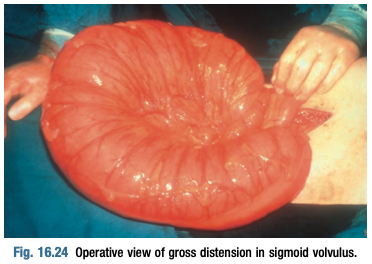 Fig. 16.24 Operative view of gross distension in sigmoid volvulus.